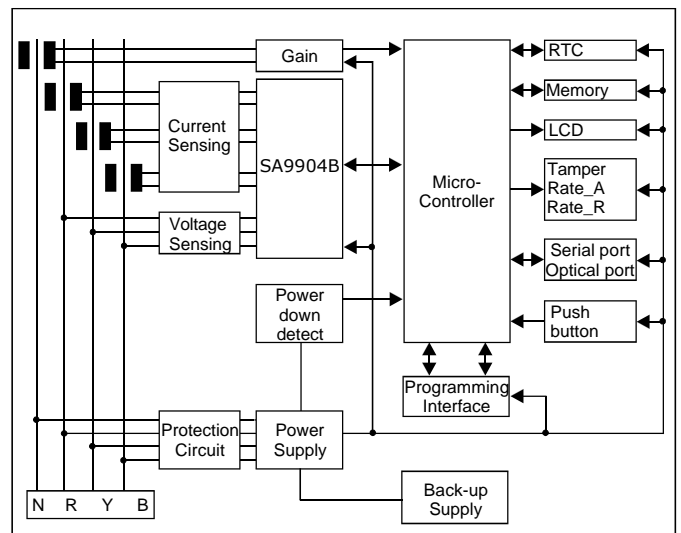 Gain
RTC
Memory
Current
Sensing
SA9904B
LCD
Micro-
Controller
Tamper
Rate_A
Rate_R
Voltage
Sensing
Serial port
Optical port
Power
down
detect
Push
button
Programming
Interface
Protection
Circuit
Power
Supply
Back-up
Supply
N R Y B